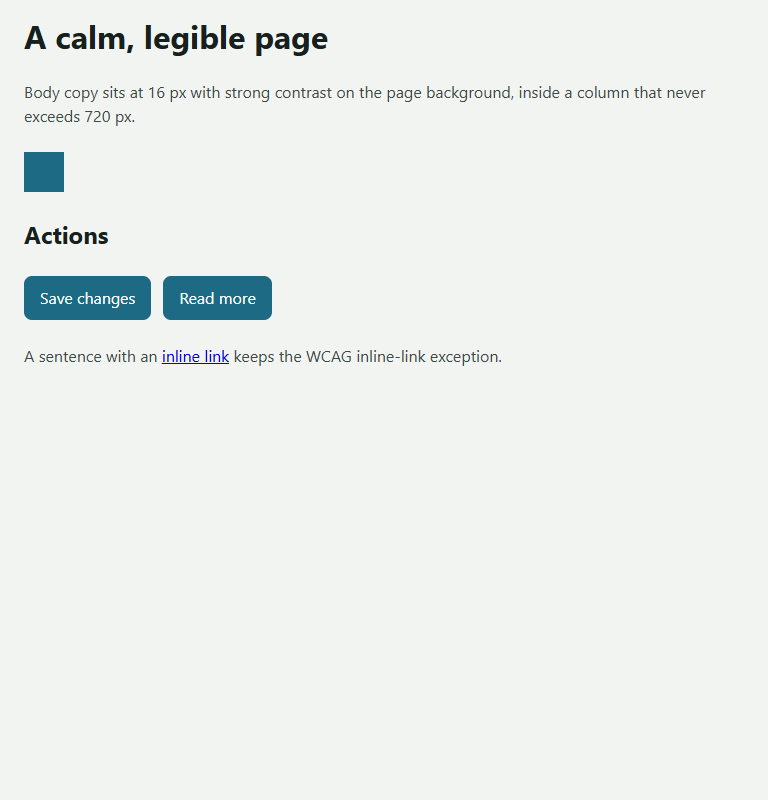 A calm, legible page
Body copy sits at 16 px with strong contrast on the page background, inside a column that never
exceeds 720 px.
Actions
Save changes
Read more
A sentence with an inline link keeps the WCAG inline-link exception.